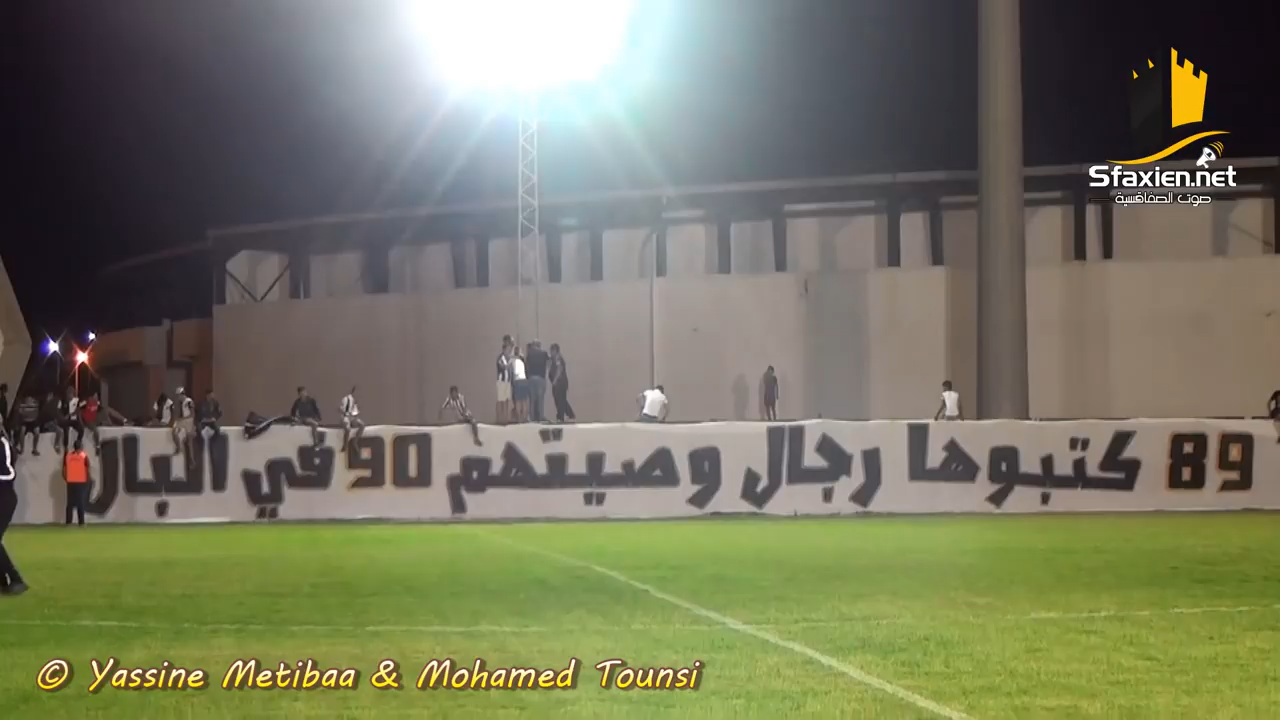 Sfaxien.net
صوت الصفاقسية
89 كتبوها رجال وصيتهم 90 في البال
© Yassine Metibaa & Mohamed Tounsi